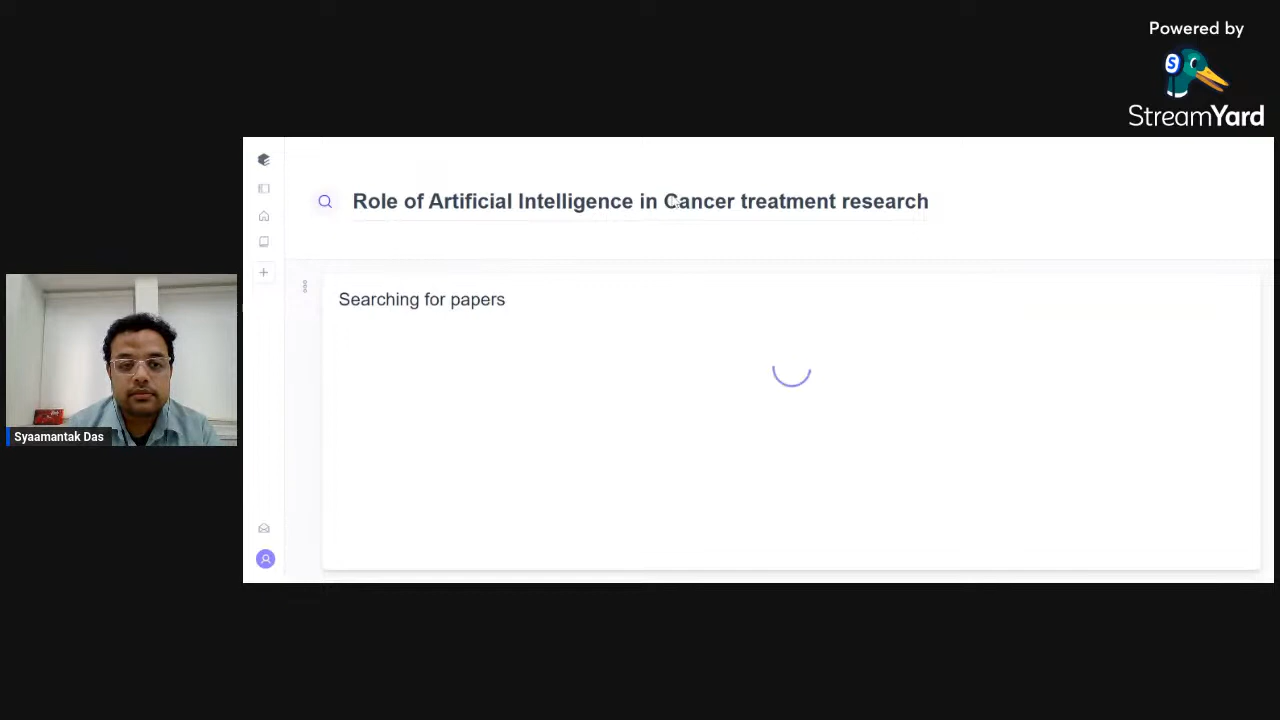 Powered by
StreamYard
Role of Artificial Intelligence in Cancer treatment research
Searching for papers
Syaamantak Das